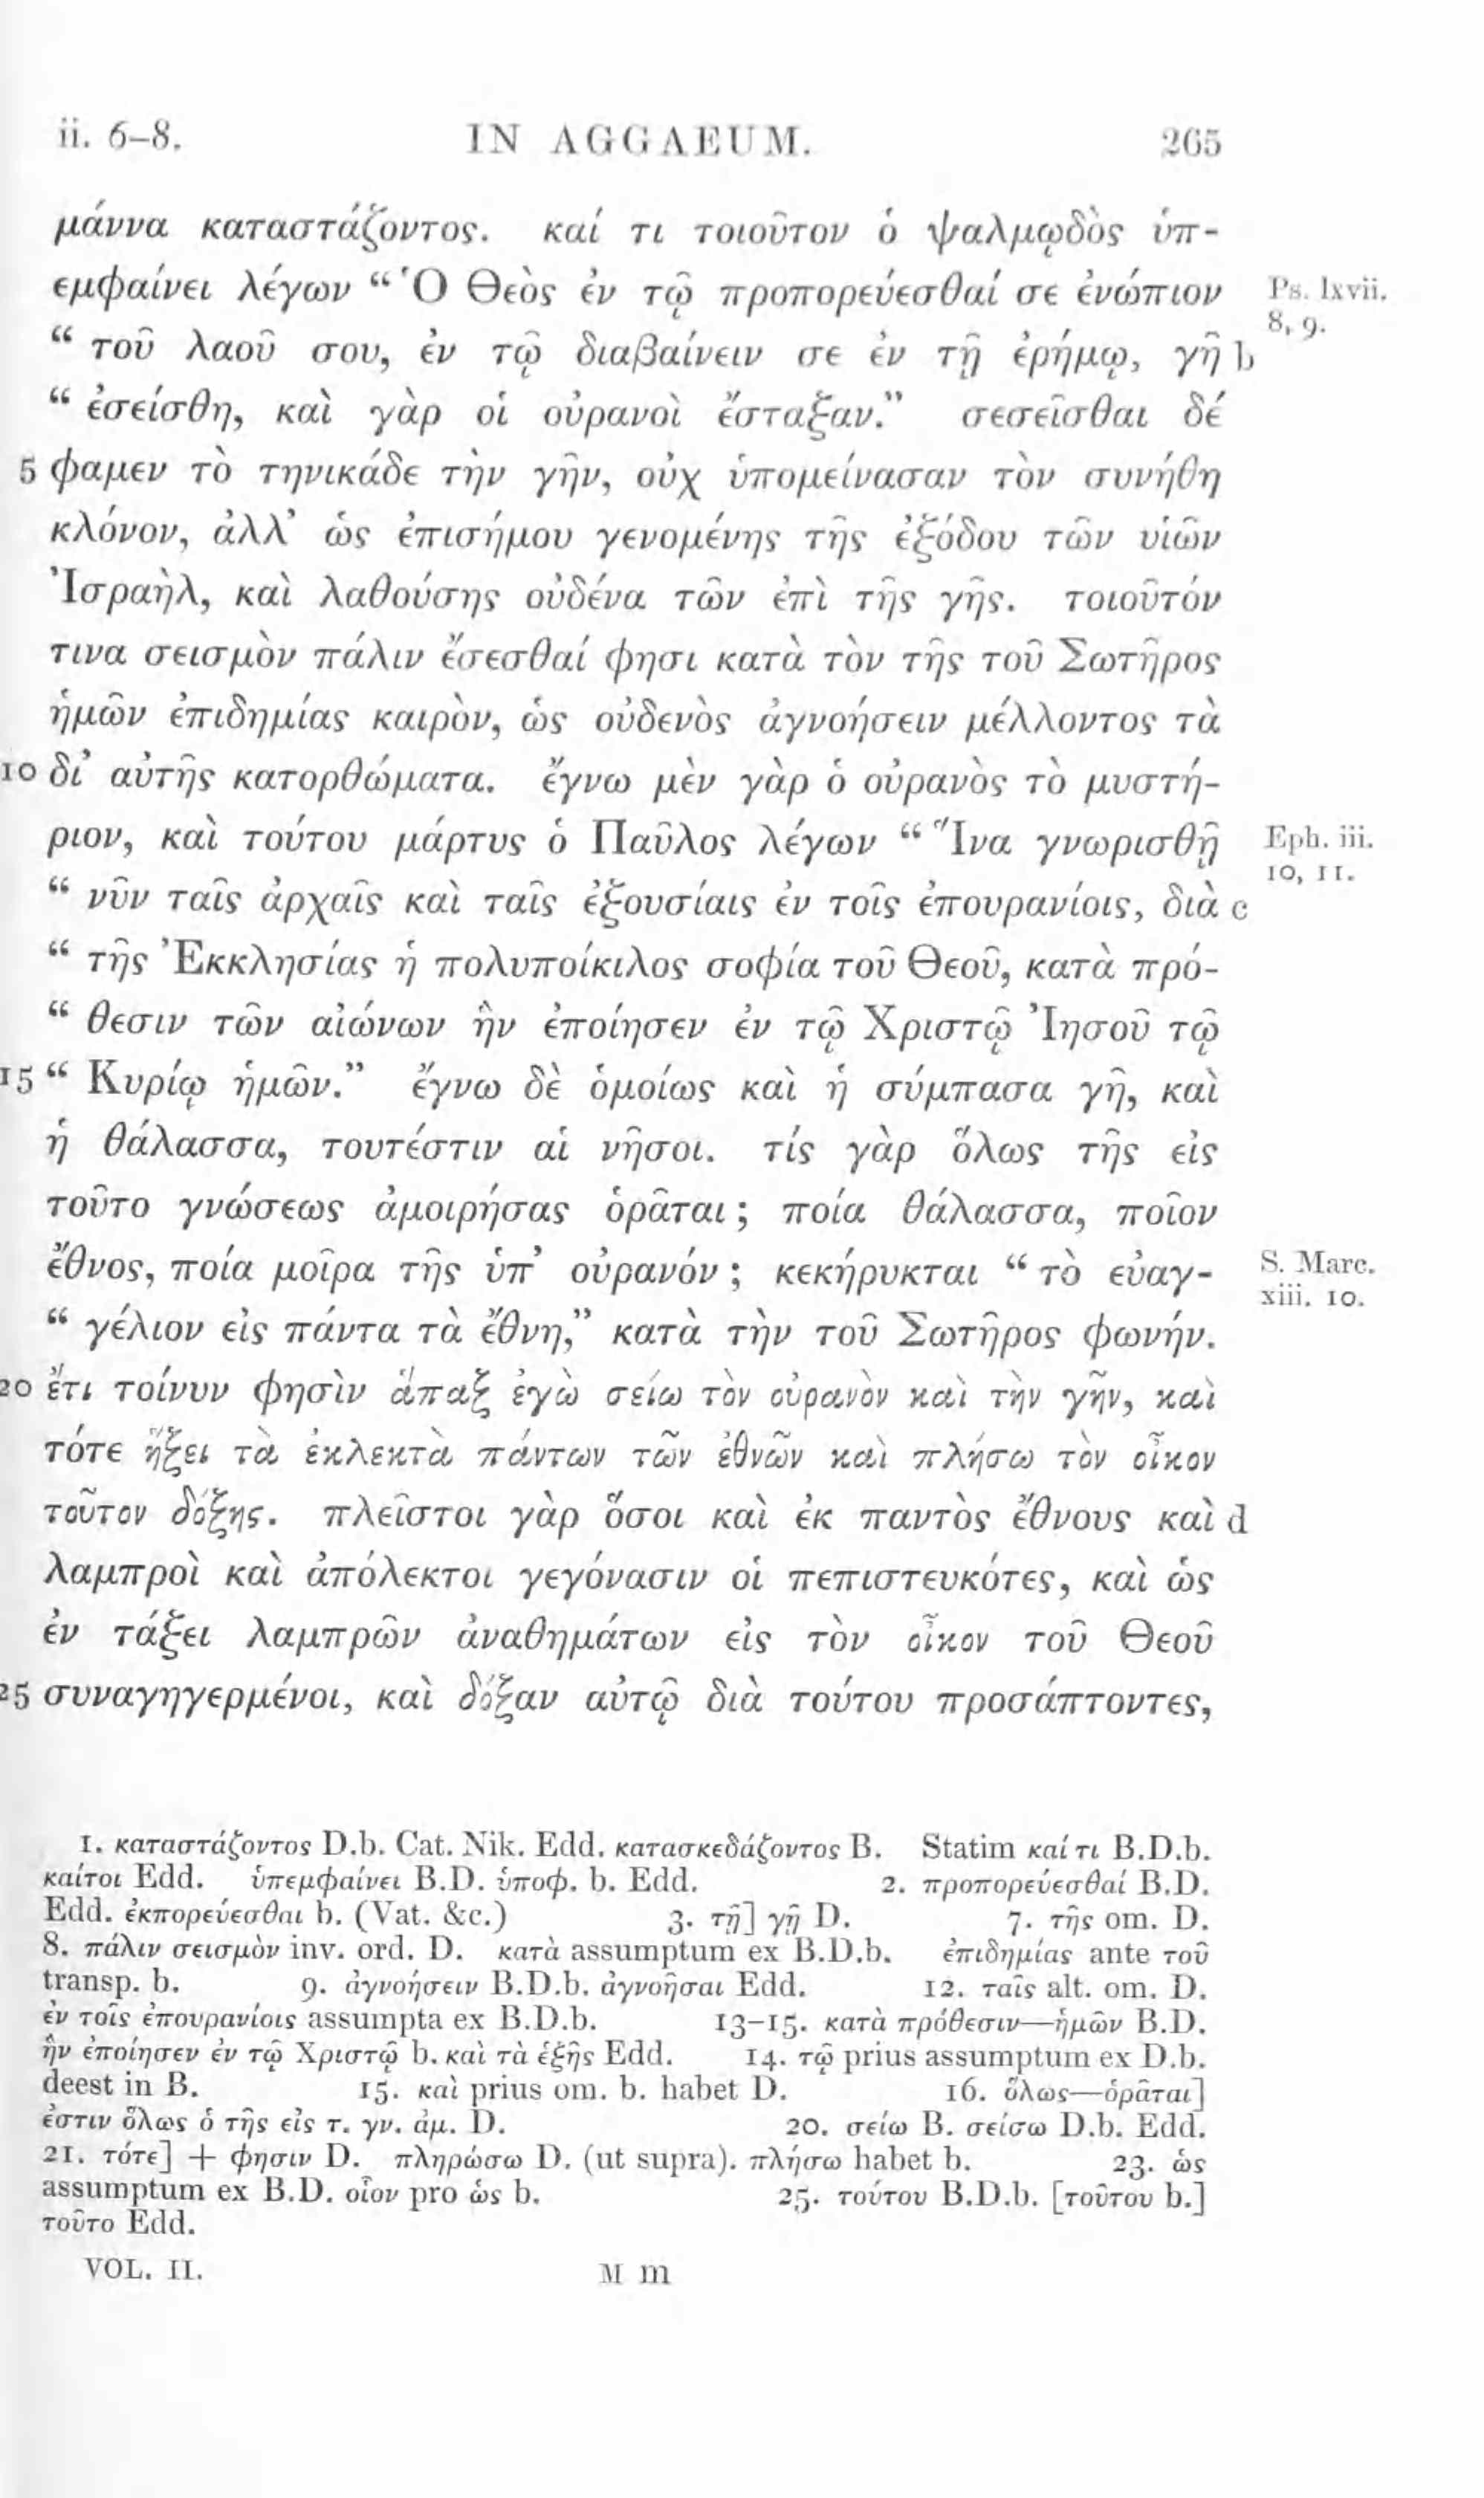 ii. 6–8. IN AGGAEUM. 265
μάννα καταστάζοντος. καί τι τοιοῦτον ὁ ψαλμῳδὸς ὑπ-
εμφαίνει λέγων “Ὁ Θεὸς ἐν τῷ προπορεύεσθαί σε ἐνώπιον Ps. lxvii. 8, 9.
“ τοῦ λαοῦ σου, ἐν τῷ διαβαίνειν σε ἐν τῇ ἐρήμῳ, γῆ b
“ ἐσείσθη, καὶ γὰρ οἱ οὐρανοὶ ἔσταξαν.” σεσεῖσθαι δέ
5 φαμεν τὸ τηνικάδε τὴν γῆν, οὐχ ὑπομείνασαν τὸν συνήθη
κλόνον, ἀλλ’ ὡς ἐπισήμου γενομένης τῆς ἐξόδου τῶν υἱῶν
Ἰσραὴλ, καὶ λαθούσης οὐδένα τῶν ἐπὶ τῆς γῆς. τοιοῦτόν
τινα σεισμὸν πάλιν ἔσεσθαί φησι κατὰ τὸν τῆς τοῦ Σωτῆρος
ἡμῶν ἐπιδημίας καιρὸν, ὡς οὐδενὸς ἀγνοήσειν μέλλοντος τὰ
10 δι’ αὐτῆς κατορθώματα. ἔγνω μὲν γὰρ ὁ οὐρανὸς τὸ μυστή-
ριον, καὶ τούτου μάρτυς ὁ Παῦλος λέγων “Ἵνα γνωρισθῇ Eph. iii. 10, 11.
“ νῦν ταῖς ἀρχαῖς καὶ ταῖς ἐξουσίαις ἐν τοῖς ἐπουρανίοις, διὰ c
“ τῆς Ἐκκλησίας ἡ πολυποίκιλος σοφία τοῦ Θεοῦ, κατὰ πρό-
“ θεσιν τῶν αἰώνων ἣν ἐποίησεν ἐν τῷ Χριστῷ Ἰησοῦ τῷ
15 “ Κυρίῳ ἡμῶν.” ἔγνω δὲ ὁμοίως καὶ ἡ σύμπασα γῆ, καὶ
ἡ θάλασσα, τουτέστιν αἱ νῆσοι. τίς γὰρ ὅλως τῆς εἰς
τοῦτο γνώσεως ἀμοιρήσας ὁρᾶται; ποία θάλασσα, ποῖον
ἔθνος, ποία μοῖρα τῆς ὑπ’ οὐρανόν; κεκήρυκται “ τὸ εὐαγ- S. Marc. xiii. 10.
“ γέλιον εἰς πάντα τὰ ἔθνη,” κατὰ τὴν τοῦ Σωτῆρος φωνήν.
20 ἔτι τοίνυν φησὶν ἅπαξ ἐγὼ σείω τὸν οὐρανὸν καὶ τὴν γῆν, καὶ
τότε ἥξει τὰ ἐκλεκτὰ πάντων τῶν ἐθνῶν καὶ πλήσω τὸν οἶκον
τοῦτον δόξης. πλεῖστοι γὰρ ὅσοι καὶ ἐκ παντὸς ἔθνους καὶ d
λαμπροὶ καὶ ἀπόλεκτοι γεγόνασιν οἱ πεπιστευκότες, καὶ ὡς
ἐν τάξει λαμπρῶν ἀναθημάτων εἰς τὸν οἶκον τοῦ Θεοῦ
25 συναγηγερμένοι, καὶ δόξαν αὐτῷ διὰ τούτου προσάπτοντες,
1. καταστάζοντος D.b. Cat. Nik. Edd. κατασκεδάζοντος B. Statim καί τι B.D.b.
καίτοι Edd. ὑπεμφαίνει B.D. ὑποφ. b. Edd. 2. προπορεύεσθαί B.D.
Edd. ἐκπορεύεσθαι b. (Vat. &c.) 3. τῇ] γῇ D. 7. τῆς om. D.
8. πάλιν σεισμὸν inv. ord. D. κατὰ assumptum ex B.D.b. ἐπιδημίας ante τοῦ
transp. b. 9. ἀγνοήσειν B.D.b. ἀγνοῆσαι Edd. 12. ταῖς alt. om. D.
ἐν τοῖς ἐπουρανίοις assumpta ex B.D.b. 13–15. κατὰ πρόθεσιν—ἡμῶν B.D.
ἣν ἐποίησεν ἐν τῷ Χριστῷ b. καὶ τὰ ἑξῆς Edd. 14. τῷ prius assumptum ex D.b.
deest in B. 15. καὶ prius om. b. habet D. 16. ὅλως—ὁρᾶται]
ἐστιν ὅλως ὁ τῆς εἰς τ. γν. ἀμ. D. 20. σείω B. σείσω D.b. Edd.
21. τότε] + φησιν D. πληρώσω D. (ut supra). πλήσω habet b. 23. ὡς
assumptum ex B.D. οἷον pro ὡς b. 25. τούτου B.D.b. [τοῦτου b.]
τοῦτο Edd.
VOL. II. M m